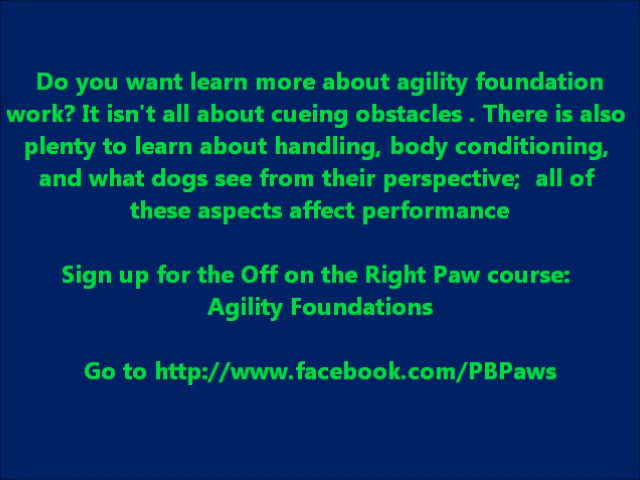 Do you want learn more about agility foundation
work? It isn't all about cueing obstacles . There is also
plenty to learn about handling, body conditioning,
and what dogs see from their perspective;  all of
these aspects affect performance
Sign up for the Off on the Right Paw course:
Agility Foundations
Go to http://www.facebook.com/PBPaws